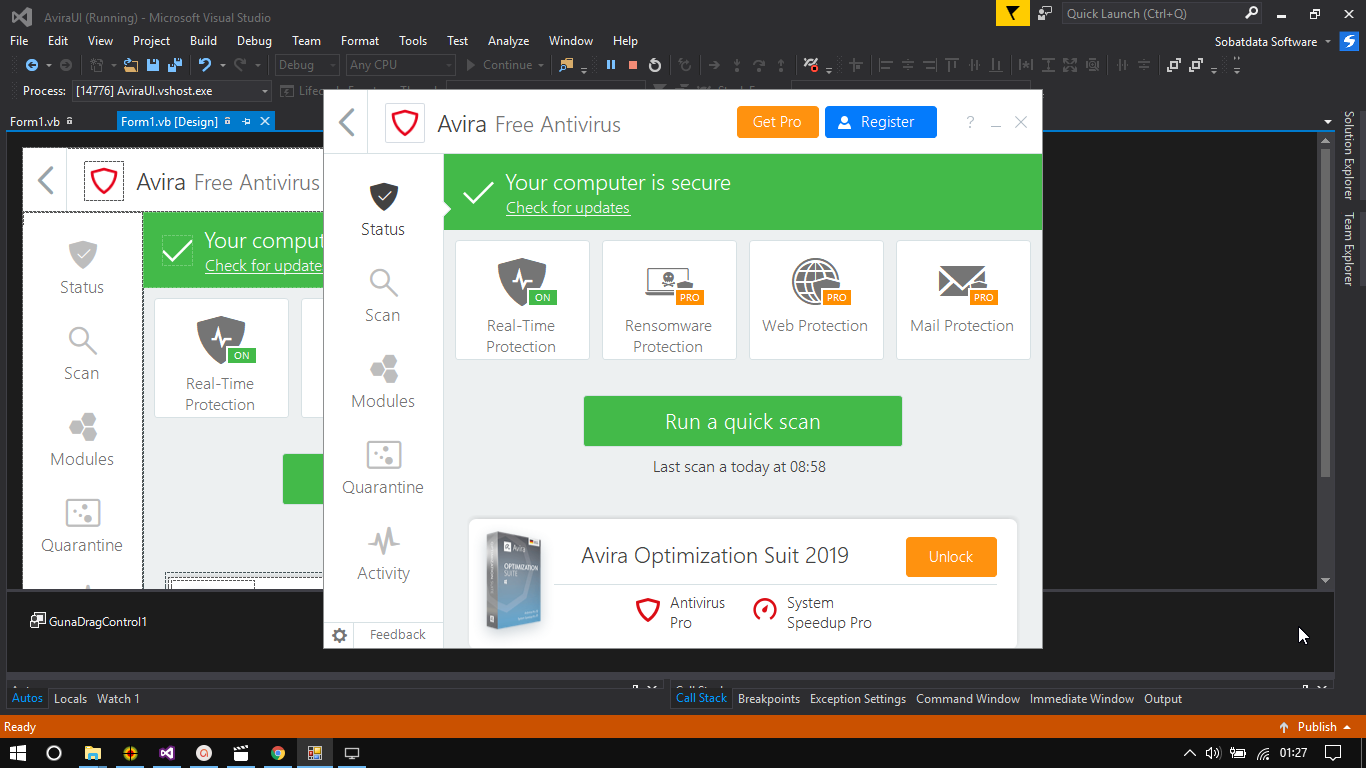 AviraUI (Running) - Microsoft Visual Studio
Quick Launch (Ctrl+Q)
File Edit View Project Build Debug Team Format Tools Test Analyze Window Help
Sobatdata Software
Debug Any CPU Continue
Process: [14776] AviraUI.vshost.exe
Form1.vb Form1.vb [Design]
Solution Explorer
Team Explorer
Avira Free Antivirus
Your compu
Check for update
Status
Scan
Modules
Quarantine
ON
Real-Time
Protection
Avira Free Antivirus
Get Pro
Register
?
Status
Scan
Modules
Quarantine
Activity
Feedback
Your computer is secure
Check for updates
ON
Real-Time
Protection
PRO
Rensomware
Protection
PRO
Web Protection
PRO
Mail Protection
Run a quick scan
Last scan a today at 08:58
Avira
OPTIMIZATION
SUITE
Avira Optimization Suit 2019
Unlock
Antivirus
Pro
System
Speedup Pro
GunaDragControl1
Autos Locals Watch 1
Call Stack Breakpoints Exception Settings Command Window Immediate Window Output
Ready
Publish
01:27